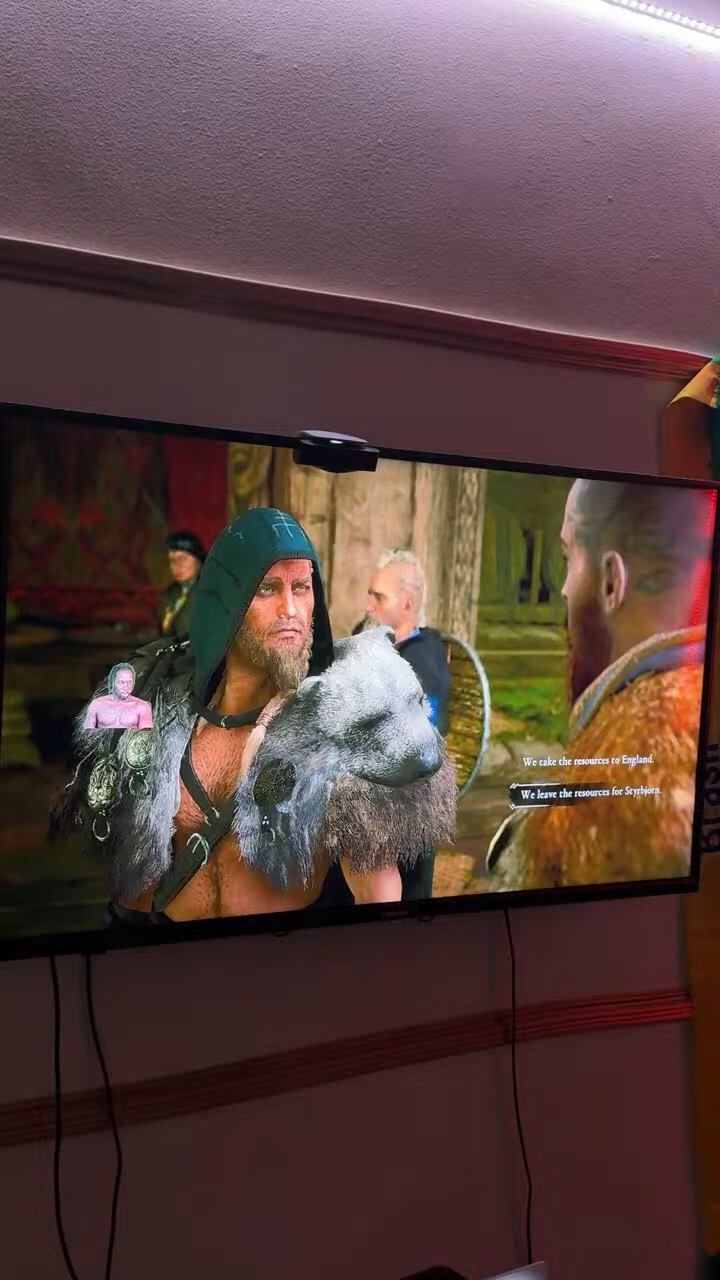 We take the resources to England.
We leave the resources for Styrbjorn.